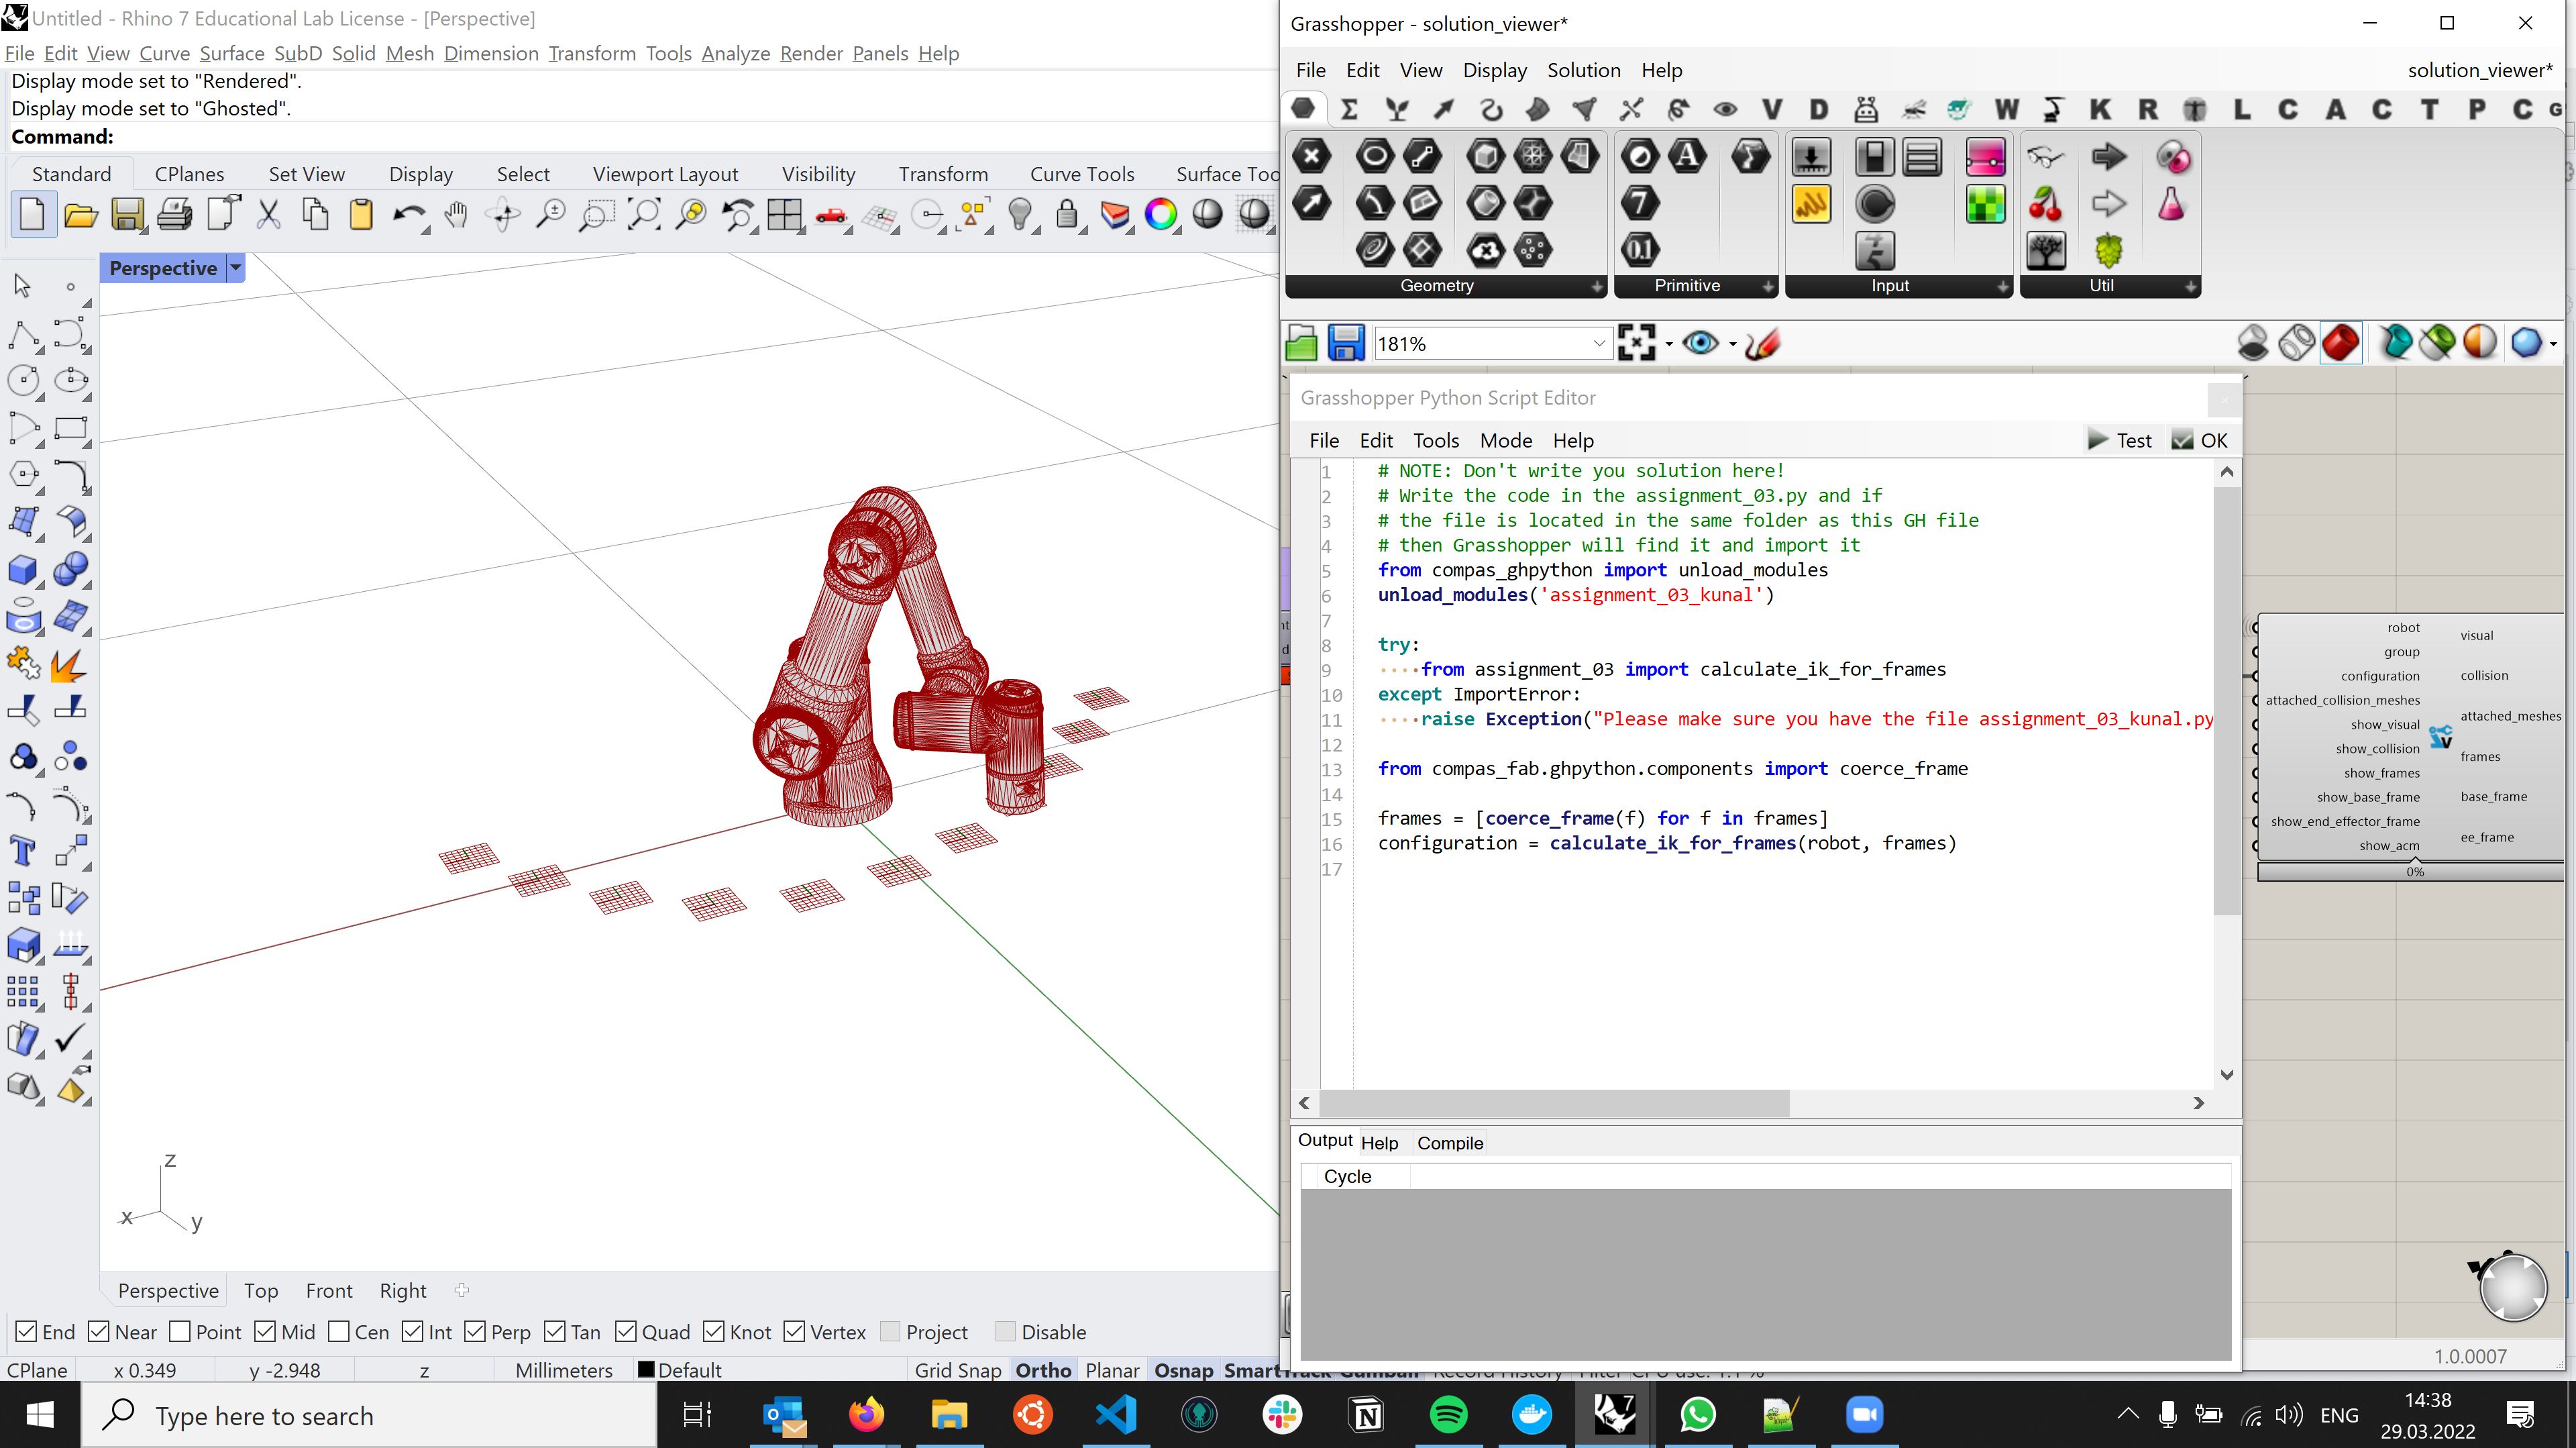 Untitled - Rhino 7 Educational Lab License - [Perspective]
File Edit View Curve Surface SubD Solid Mesh Dimension Transform Tools Analyze Render Panels Help
Display mode set to "Rendered".
Display mode set to "Ghosted".
Command:
Standard CPlanes Set View Display Select Viewport Layout Visibility Transform Curve Tools Surface Too
Perspective
z
x
y
Perspective Top Front Right
End Near Point Mid Cen Int Perp Tan Quad Knot Vertex Project Disable
CPlane x 0.349 y -2.948 z Millimeters Default Grid Snap Ortho Planar Osnap SmartTrack Gumball Record History Filter CPU use: 1.1 %
Grasshopper - solution_viewer*
File Edit View Display Solution Help solution_viewer*
V D W K R L C A C T P C G
Geometry Primitive Input Util
181%
Grasshopper Python Script Editor
File Edit Tools Mode Help Test OK
1 # NOTE: Don't write you solution here!
2 # Write the code in the assignment_03.py and if
3 # the file is located in the same folder as this GH file
4 # then Grasshopper will find it and import it
5 from compas_ghpython import unload_modules
6 unload_modules('assignment_03_kunal')
7
8 try:
9 ····from assignment_03 import calculate_ik_for_frames
10 except ImportError:
11 ····raise Exception("Please make sure you have the file assignment_03_kunal.py
12
13 from compas_fab.ghpython.components import coerce_frame
14
15 frames = [coerce_frame(f) for f in frames]
16 configuration = calculate_ik_for_frames(robot, frames)
17
Output Help Compile
Cycle
robot
group
configuration
attached_collision_meshes
show_visual
show_collision
show_frames
show_base_frame
show_end_effector_frame
show_acm
visual
collision
attached_meshes
frames
base_frame
ee_frame
0%
1.0.0007
Type here to search
ENG
14:38
29.03.2022